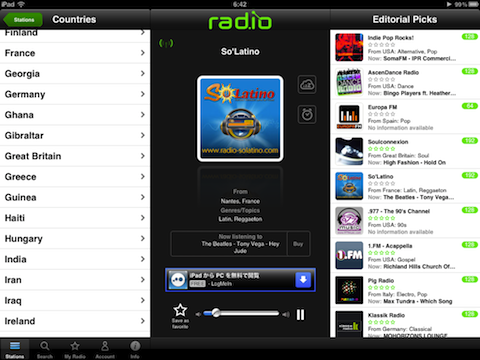 iPad
6:42
Stations
Countries
Finland
France
Georgia
Germany
Ghana
Gibraltar
Great Britain
Greece
Guinea
Haiti
Hungary
India
Iran
Iraq
Ireland
rad.io
So'Latino
So Latino
www.radio-solatino.com
From
Nantes, France
Genres/Topics
Latin, Reggaeton
Now listening to
The Beatles - Tony Vega - Hey
Jude
Buy
iPad から PC を無料で閲覧
FREE - LogMeIn
Save as
favorite
Editorial Picks
Indie Pop Rocks!
128
From USA: Alternative, Pop
Now: SomaFM - IPR Commerci...
AscenDance Radio
128
From USA: Dance
Now: Bingo Players ft. Heather...
Europa FM
64
From Spain: Pop
No information available
Soulconnexion
192
From Great Britain: Soul
Now: High Fashion - Hold On
So'Latino
192
From France: Latin, Reggaeton
Now: The Beatles - Tony Vega -...
.977 - The 90's Channel
128
From USA: 90s
No information available
1.FM - Acappella
128
From USA: Gospel
Now: Richland Hills Church Of...
Pig Radio
128
From Italy: Electro, Pop
Now: Max Tundra - Which Song
Klassik Radio
128
From Germany: Classical
Now: MOHORIZONS LOUNGE
Stations
Search
My Radio
Account
Info